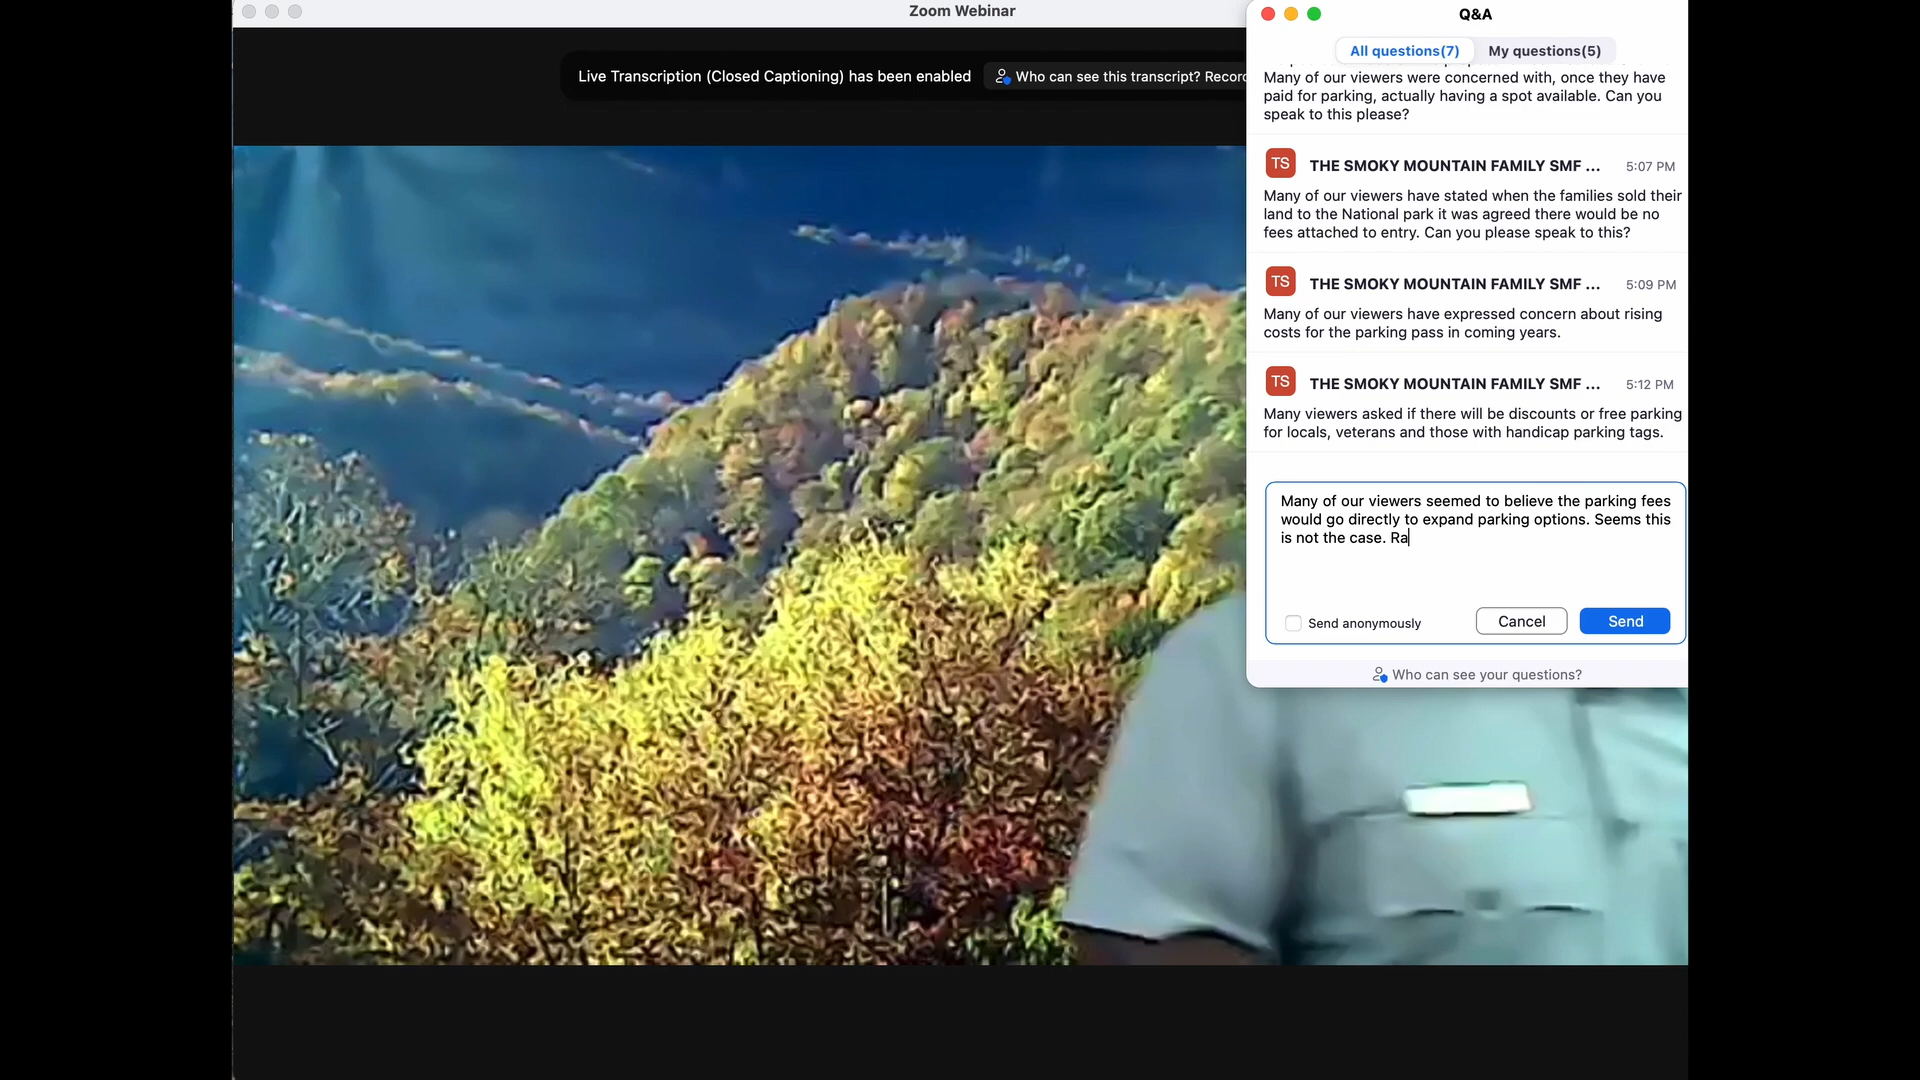 Zoom Webinar
Live Transcription (Closed Captioning) has been enabled
Who can see this transcript? Recor
Q&A
All questions(7)
My questions(5)
Many of our viewers were concerned with, once they have
paid for parking, actually having a spot available. Can you
speak to this please?
TS
THE SMOKY MOUNTAIN FAMILY SMF ...
5:07 PM
Many of our viewers have stated when the families sold their
land to the National park it was agreed there would be no
fees attached to entry. Can you please speak to this?
TS
THE SMOKY MOUNTAIN FAMILY SMF ...
5:09 PM
Many of our viewers have expressed concern about rising
costs for the parking pass in coming years.
TS
THE SMOKY MOUNTAIN FAMILY SMF ...
5:12 PM
Many viewers asked if there will be discounts or free parking
for locals, veterans and those with handicap parking tags.
Many of our viewers seemed to believe the parking fees
would go directly to expand parking options. Seems this
is not the case. Ra
Send anonymously
Cancel
Send
Who can see your questions?